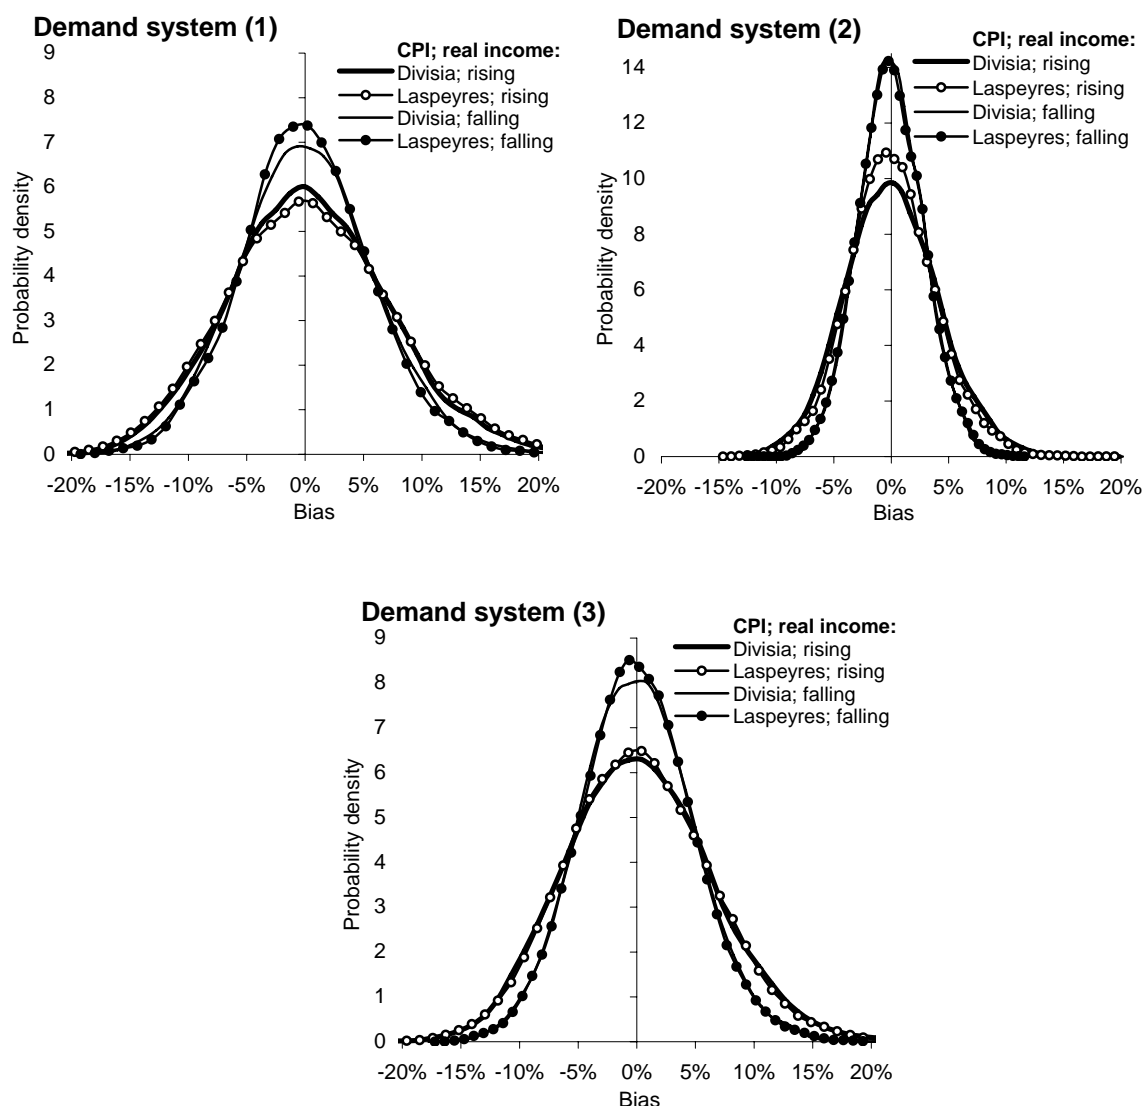 Demand system (1)
CPI; real income:
Divisia; rising
Laspeyres; rising
Divisia; falling
Laspeyres; falling
Probability density
9
8
7
6
5
4
3
2
1
0
-20% -15% -10% -5% 0% 5% 10% 15% 20%
Bias
Demand system (2)
CPI; real income:
Divisia; rising
Laspeyres; rising
Divisia; falling
Laspeyres; falling
Probability density
14
12
10
8
6
4
2
0
-20% -15% -10% -5% 0% 5% 10% 15% 20%
Bias
Demand system (3)
CPI; real income:
Divisia; rising
Laspeyres; rising
Divisia; falling
Laspeyres; falling
Probability density
9
8
7
6
5
4
3
2
1
0
-20% -15% -10% -5% 0% 5% 10% 15% 20%
Bias